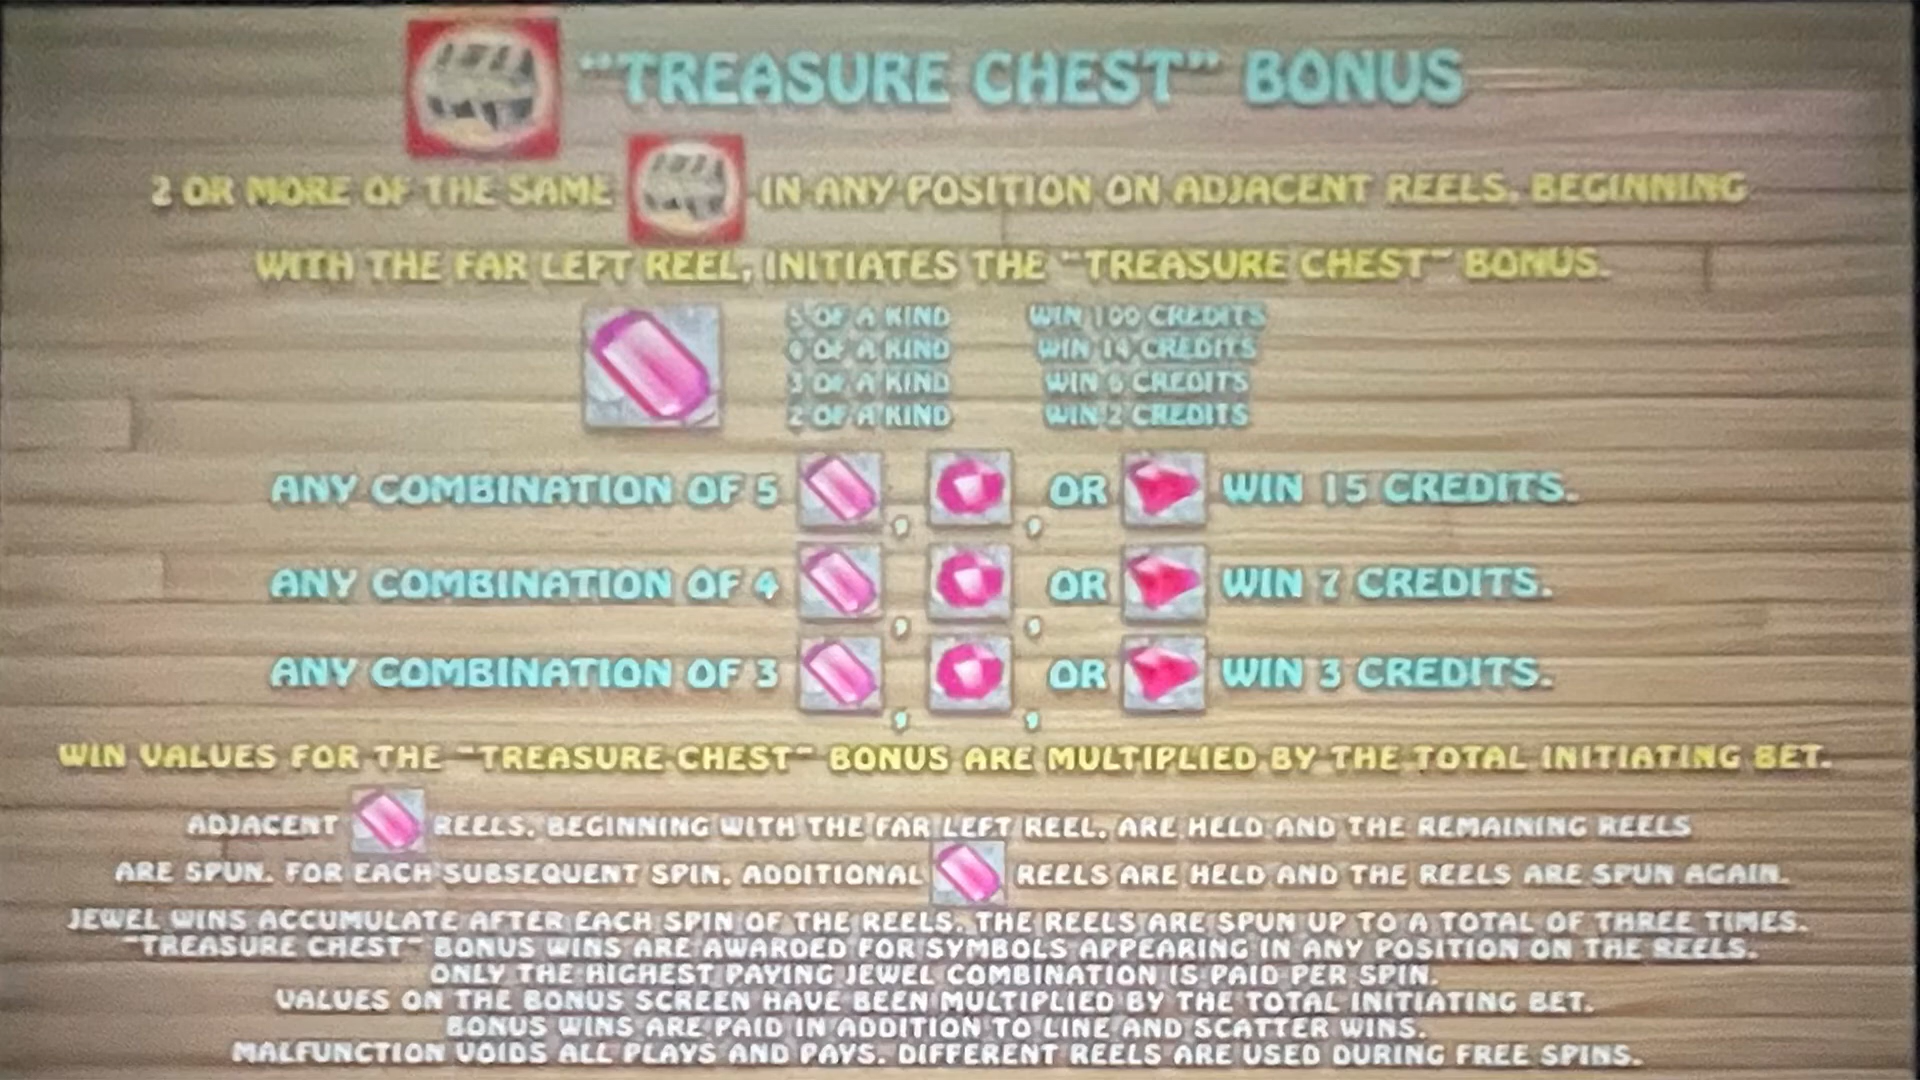 "TREASURE CHEST" BONUS
2 OR MORE OF THE SAME IN ANY POSITION ON ADJACENT REELS, BEGINNING
WITH THE FAR LEFT REEL, INITIATES THE "TREASURE CHEST" BONUS.
5 OF A KIND WIN 100 CREDITS
4 OF A KIND WIN 14 CREDITS
3 OF A KIND WIN 6 CREDITS
2 OF A KIND WIN 2 CREDITS
ANY COMBINATION OF 5 , , OR WIN 15 CREDITS.
ANY COMBINATION OF 4 , , OR WIN 7 CREDITS.
ANY COMBINATION OF 3 , , OR WIN 3 CREDITS.
WIN VALUES FOR THE "TREASURE CHEST" BONUS ARE MULTIPLIED BY THE TOTAL INITIATING BET.
ADJACENT REELS, BEGINNING WITH THE FAR LEFT REEL, ARE HELD AND THE REMAINING REELS
ARE SPUN. FOR EACH SUBSEQUENT SPIN, ADDITIONAL REELS ARE HELD AND THE REELS ARE SPUN AGAIN.
JEWEL WINS ACCUMULATE AFTER EACH SPIN OF THE REELS. THE REELS ARE SPUN UP TO A TOTAL OF THREE TIMES.
"TREASURE CHEST" BONUS WINS ARE AWARDED FOR SYMBOLS APPEARING IN ANY POSITION ON THE REELS.
ONLY THE HIGHEST PAYING JEWEL COMBINATION IS PAID PER SPIN.
VALUES ON THE BONUS SCREEN HAVE BEEN MULTIPLIED BY THE TOTAL INITIATING BET.
BONUS WINS ARE PAID IN ADDITION TO LINE AND SCATTER WINS.
MALFUNCTION VOIDS ALL PLAYS AND PAYS. DIFFERENT REELS ARE USED DURING FREE SPINS.